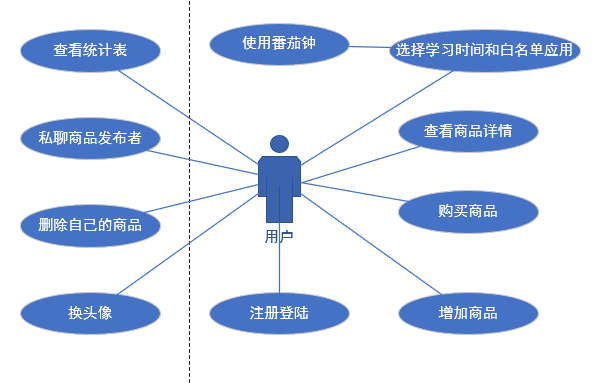 查看统计表
使用番茄钟
选择学习时间和白名单应用
私聊商品发布者
查看商品详情
删除自己的商品
购买商品
用户
换头像
注册登陆
增加商品